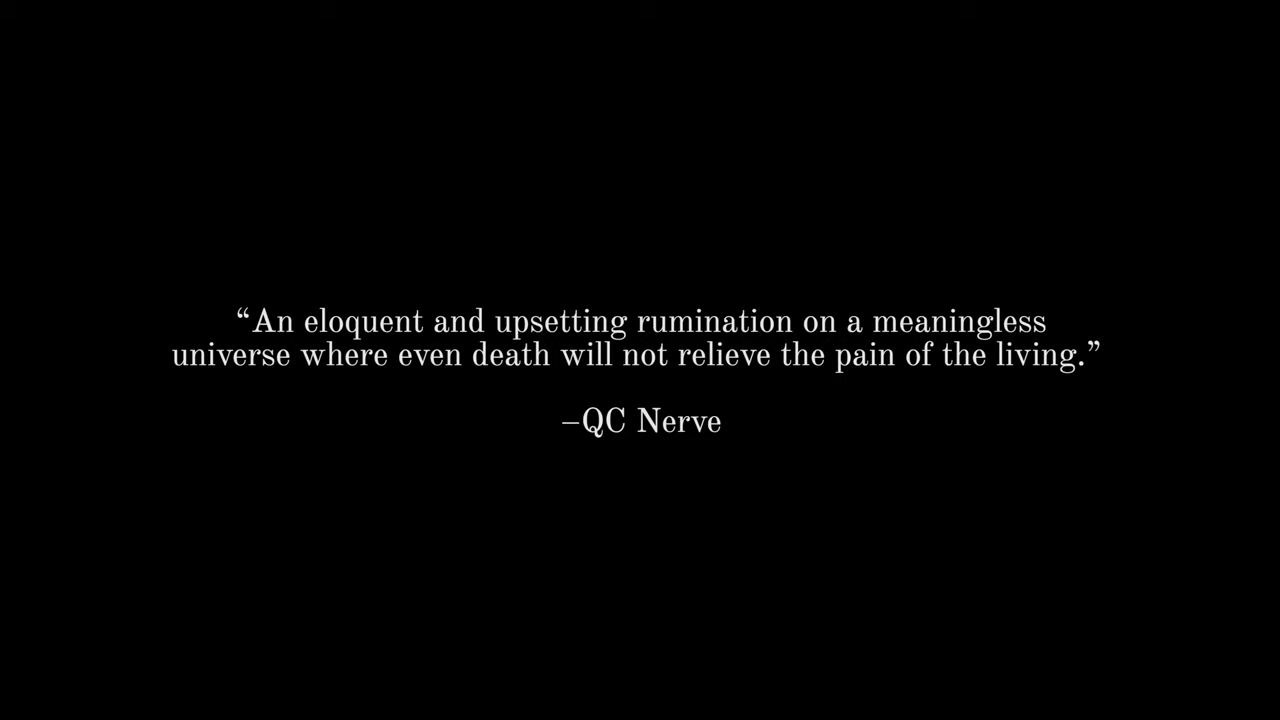 “An eloquent and upsetting rumination on a meaningless
universe where even death will not relieve the pain of the living.”
–QC Nerve